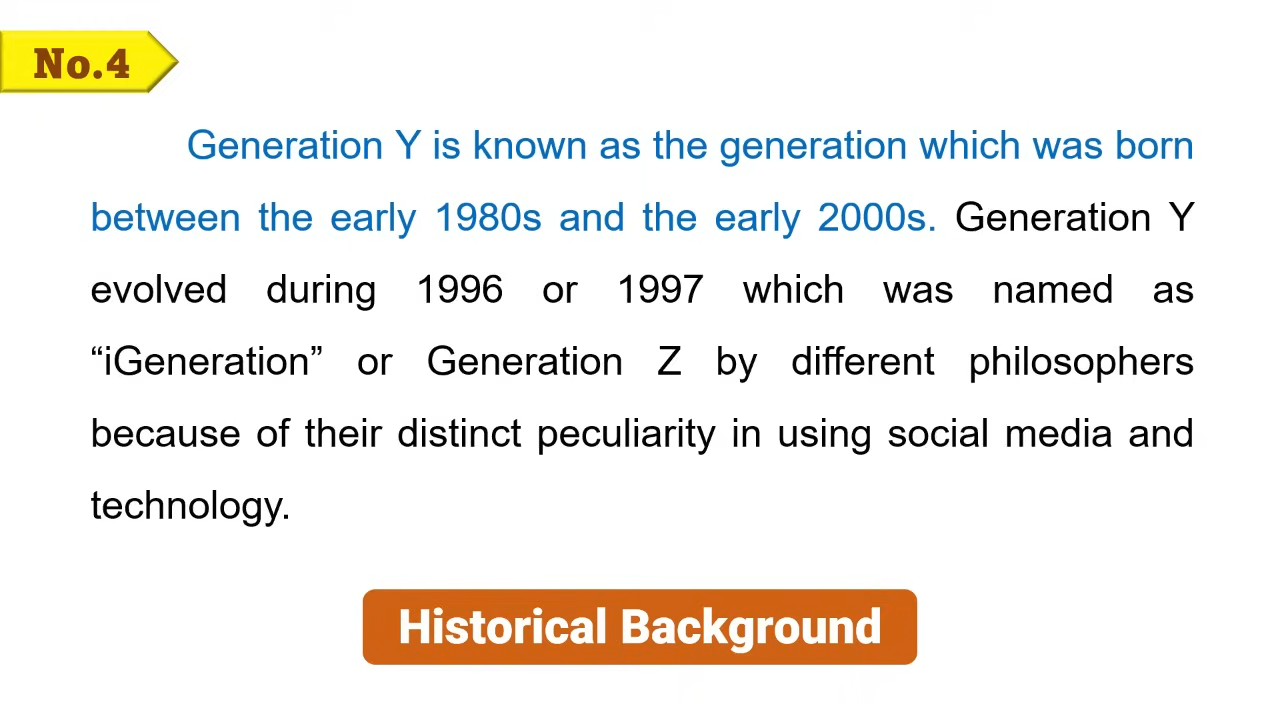 No.4
Generation Y is known as the generation which was born
between the early 1980s and the early 2000s. Generation Y
evolved during 1996 or 1997 which was named as
“iGeneration” or Generation Z by different philosophers
because of their distinct peculiarity in using social media and
technology.
Historical Background